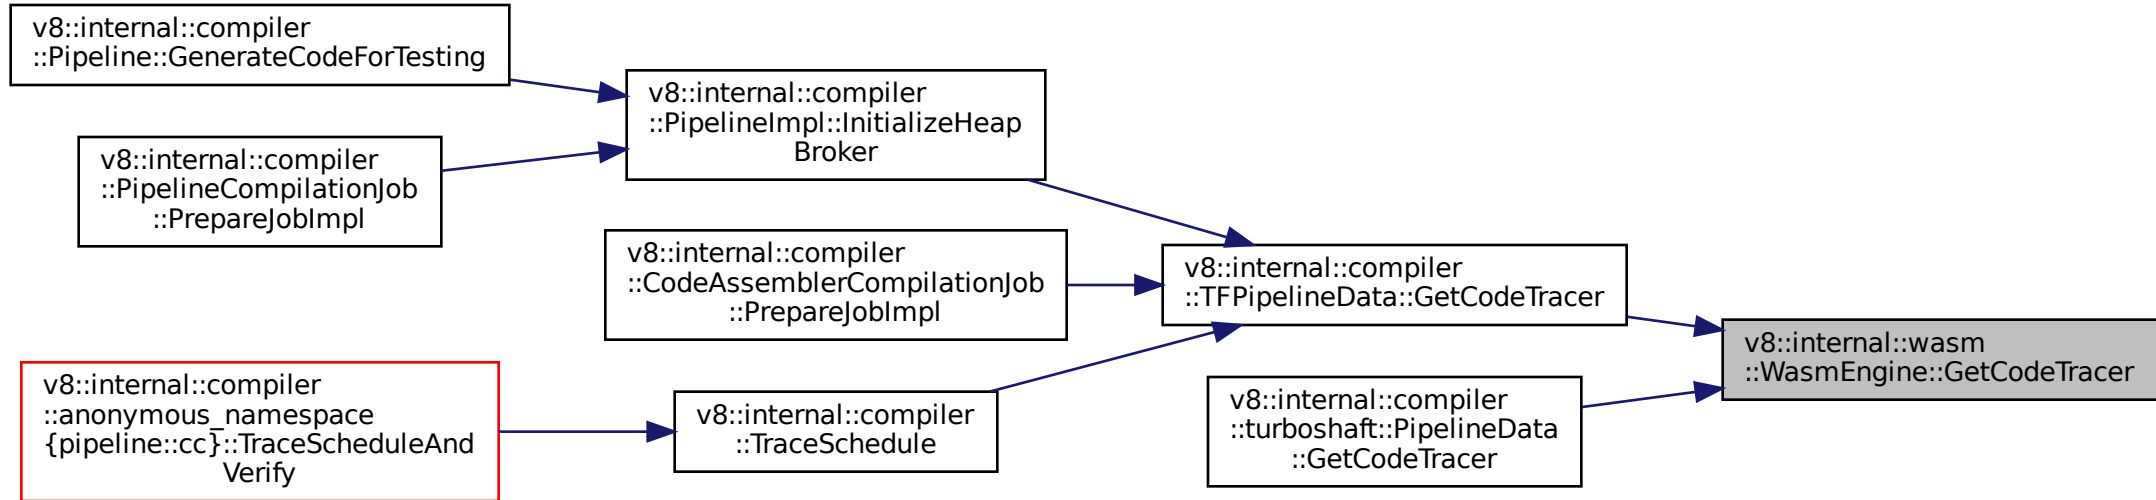 v8::internal::compiler
::Pipeline::GenerateCodeForTesting
v8::internal::compiler
::PipelineImpl::InitializeHeap
Broker
v8::internal::compiler
::PipelineCompilationJob
::PrepareJobImpl
v8::internal::compiler
::CodeAssemblerCompilationJob
::PrepareJobImpl
v8::internal::compiler
::TFPipelineData::GetCodeTracer
v8::internal::wasm
::WasmEngine::GetCodeTracer
v8::internal::compiler
::anonymous_namespace
{pipeline::cc}::TraceScheduleAnd
Verify
v8::internal::compiler
::TraceSchedule
v8::internal::compiler
::turboshaft::PipelineData
::GetCodeTracer